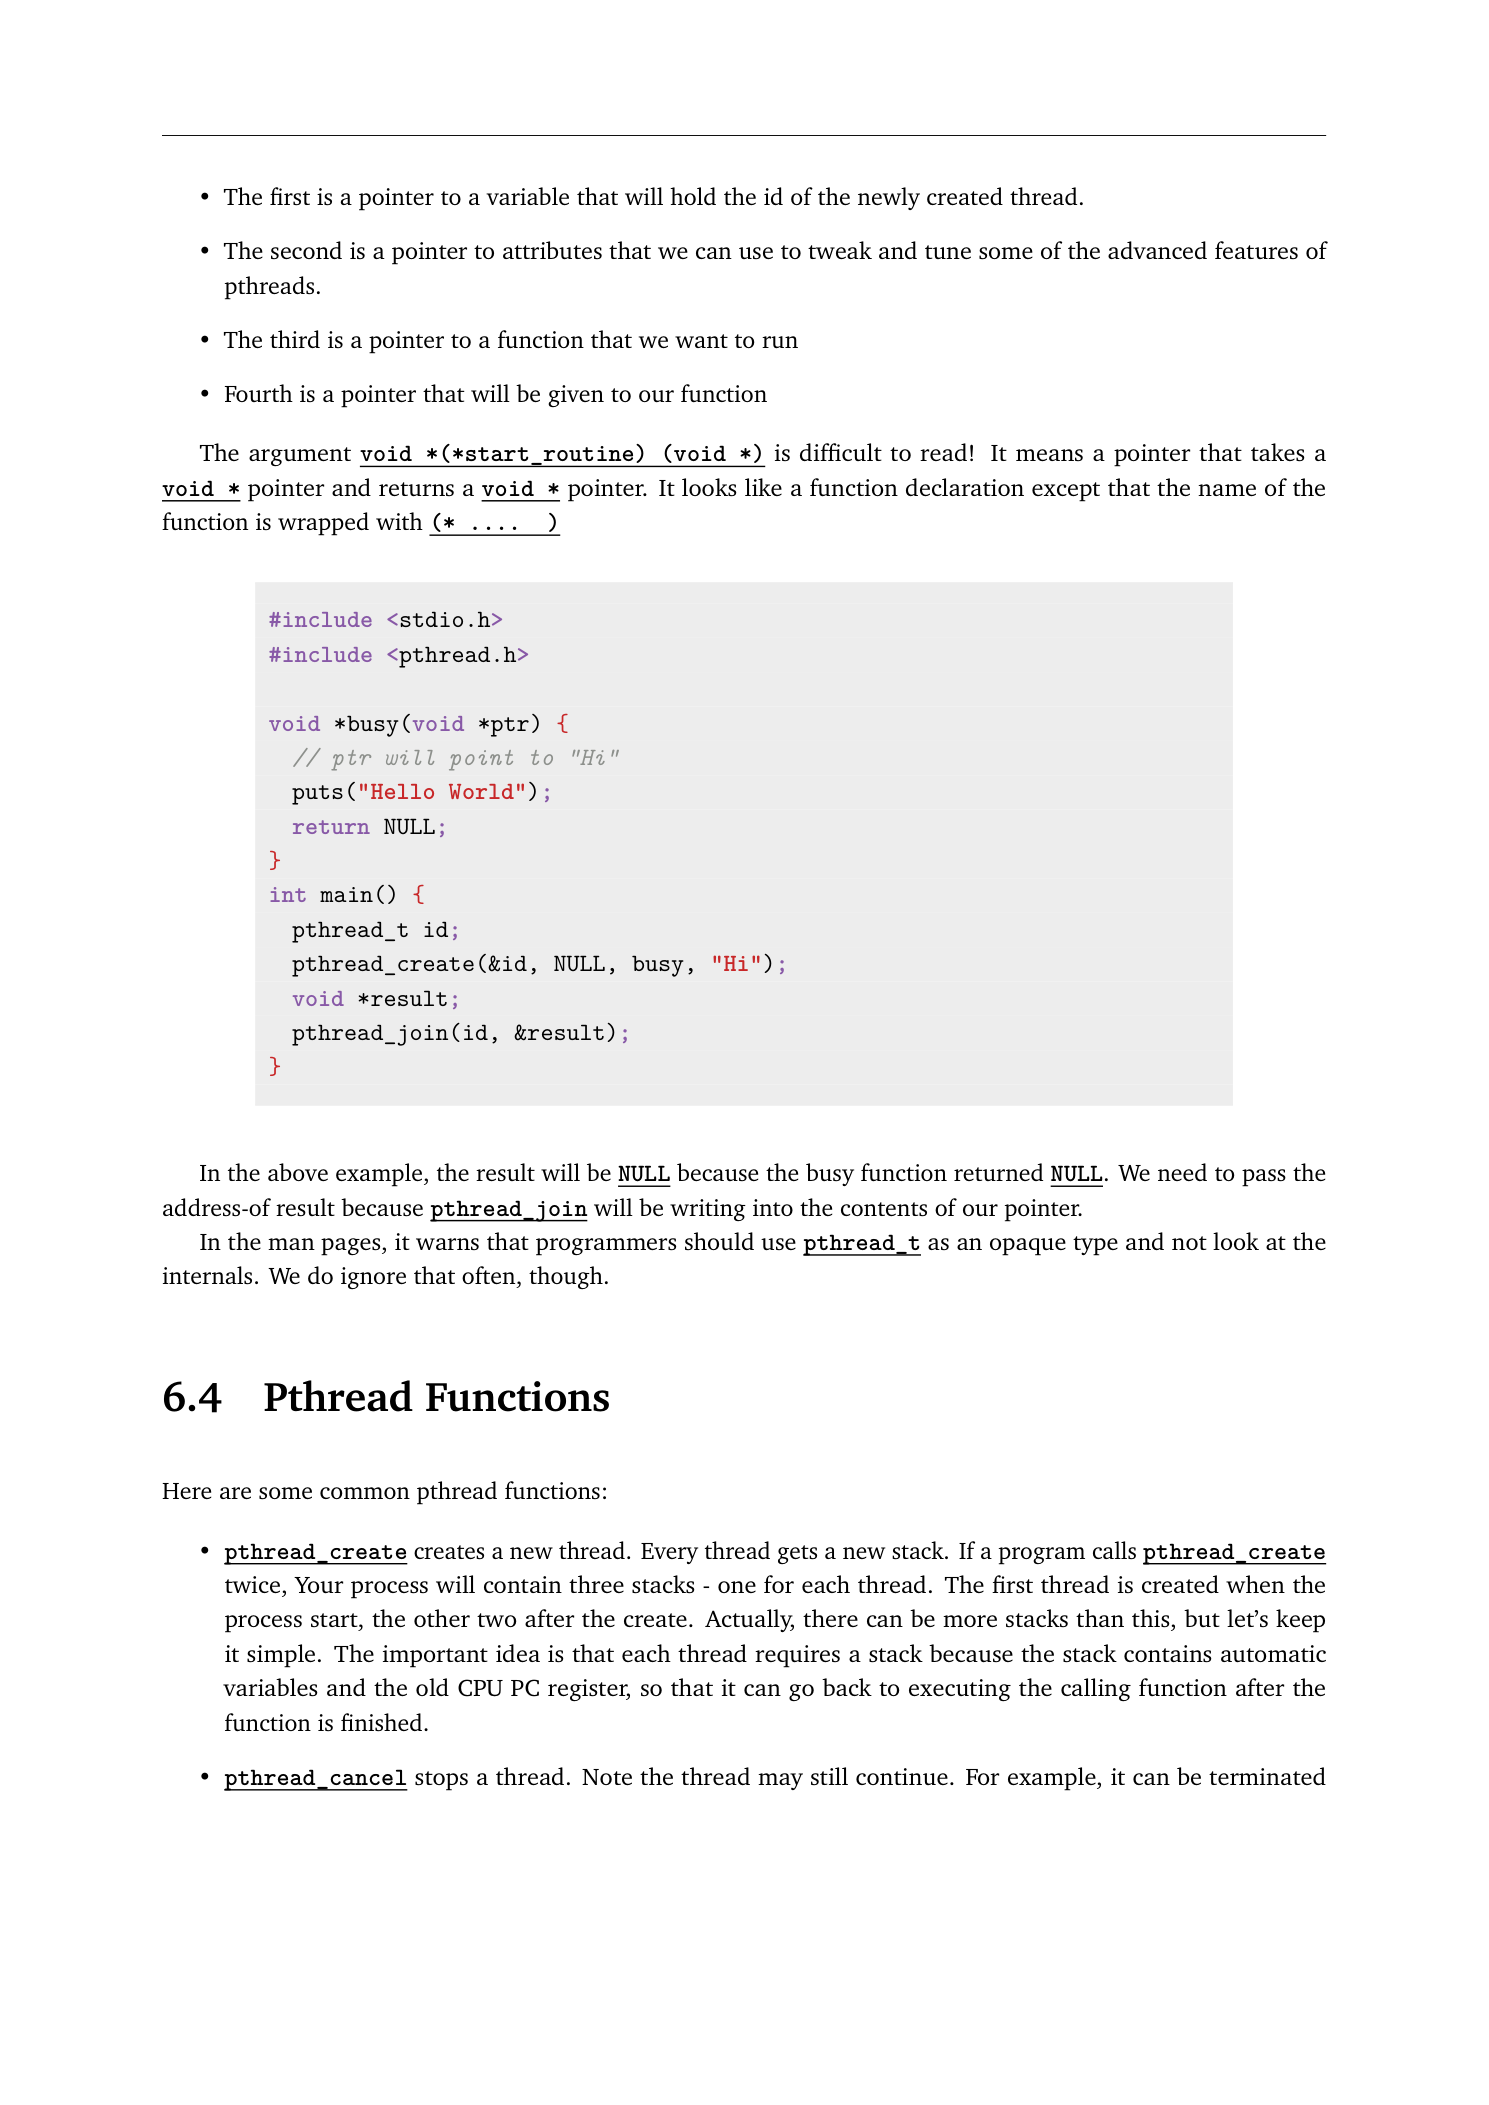 • The first is a pointer to a variable that will hold the id of the newly created thread.
• The second is a pointer to attributes that we can use to tweak and tune some of the advanced features of
pthreads.
• The third is a pointer to a function that we want to run
• Fourth is a pointer that will be given to our function
The argument void *(*start_routine) (void *) is difficult to read! It means a pointer that takes a
void * pointer and returns a void * pointer. It looks like a function declaration except that the name of the
function is wrapped with (* .... )
#include <stdio.h>
#include <pthread.h>
void *busy(void *ptr) {
// ptr will point to "Hi"
puts("Hello World");
return NULL;
}
int main() {
pthread_t id;
pthread_create(&id, NULL, busy, "Hi");
void *result;
pthread_join(id, &result);
}
In the above example, the result will be NULL because the busy function returned NULL. We need to pass the
address-of result because pthread_join will be writing into the contents of our pointer.
In the man pages, it warns that programmers should use pthread_t as an opaque type and not look at the
internals. We do ignore that often, though.
6.4 Pthread Functions
Here are some common pthread functions:
• pthread_create creates a new thread. Every thread gets a new stack. If a program calls pthread_create
twice, Your process will contain three stacks - one for each thread. The first thread is created when the
process start, the other two after the create. Actually, there can be more stacks than this, but let's keep
it simple. The important idea is that each thread requires a stack because the stack contains automatic
variables and the old CPU PC register, so that it can go back to executing the calling function after the
function is finished.
• pthread_cancel stops a thread. Note the thread may still continue. For example, it can be terminated